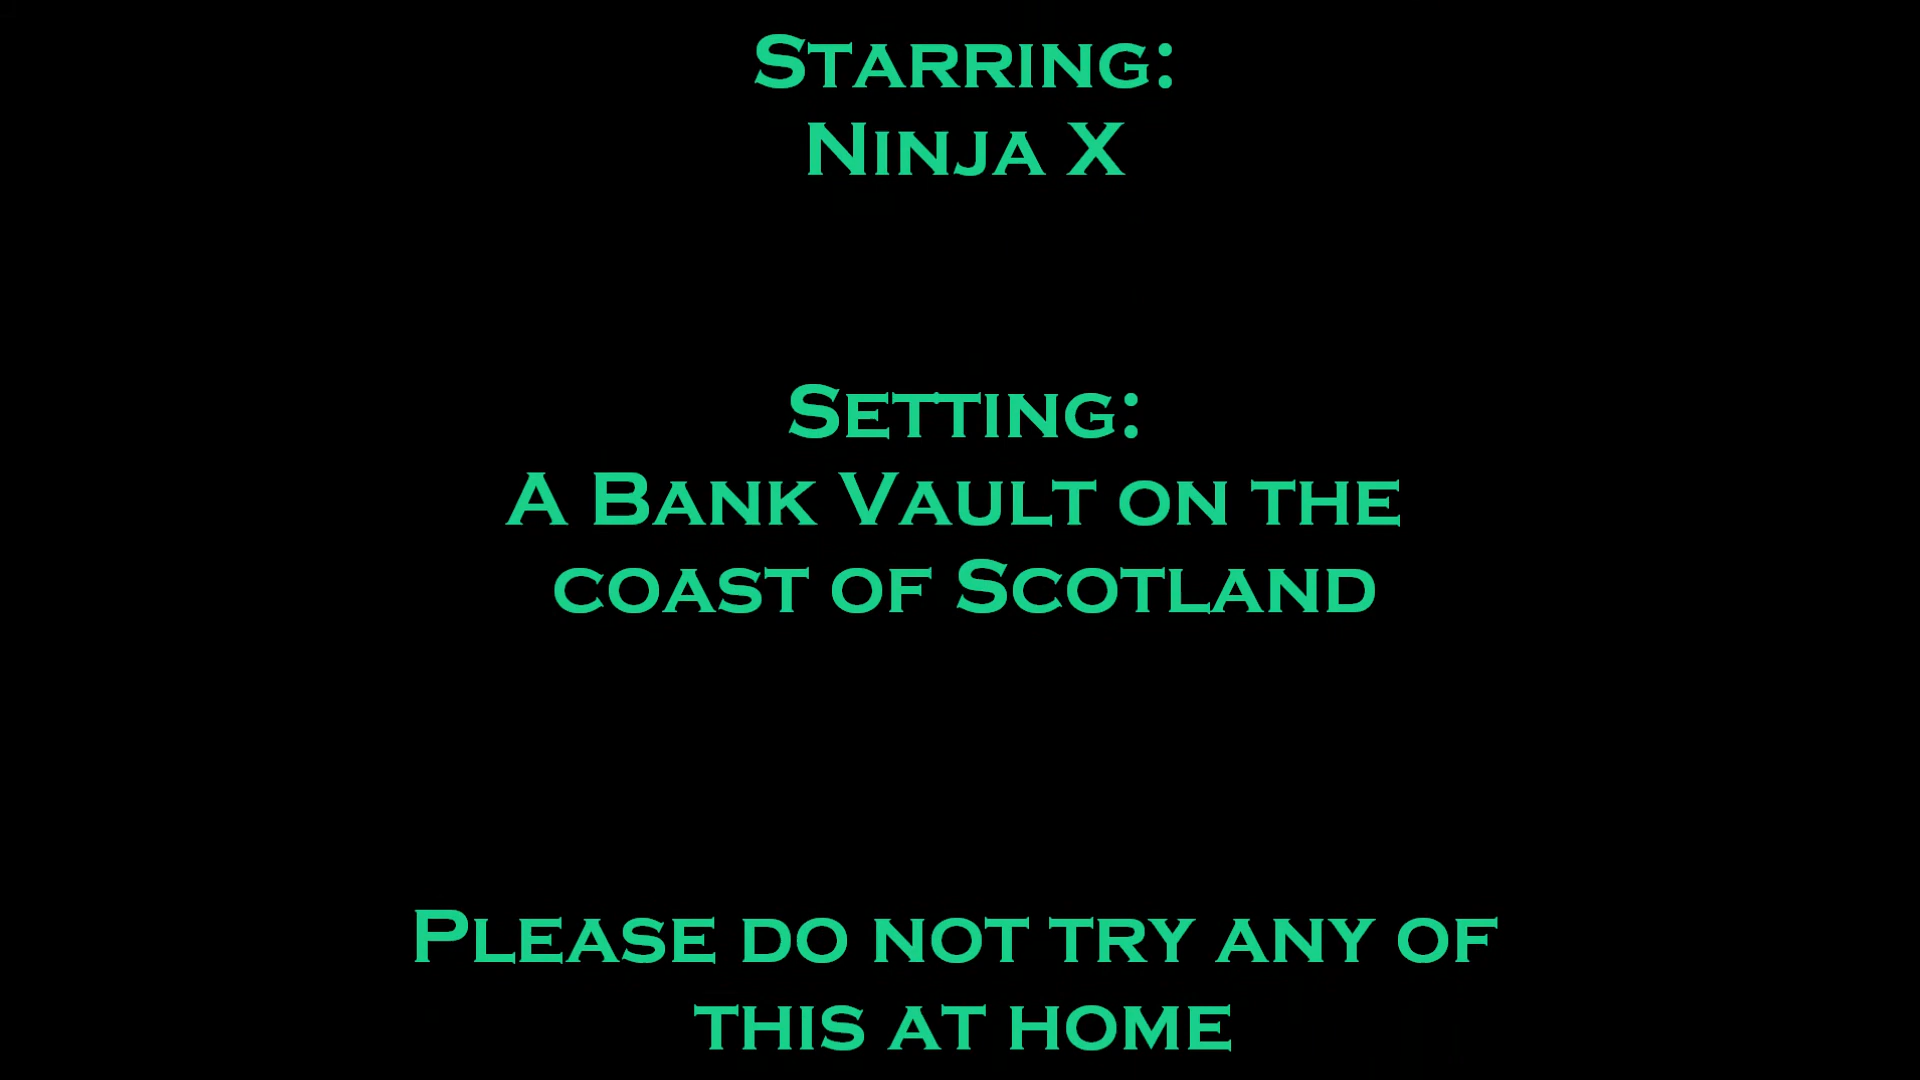 Starring:
Ninja X
Setting:
A Bank Vault on the
coast of Scotland
Please do not try any of
this at home